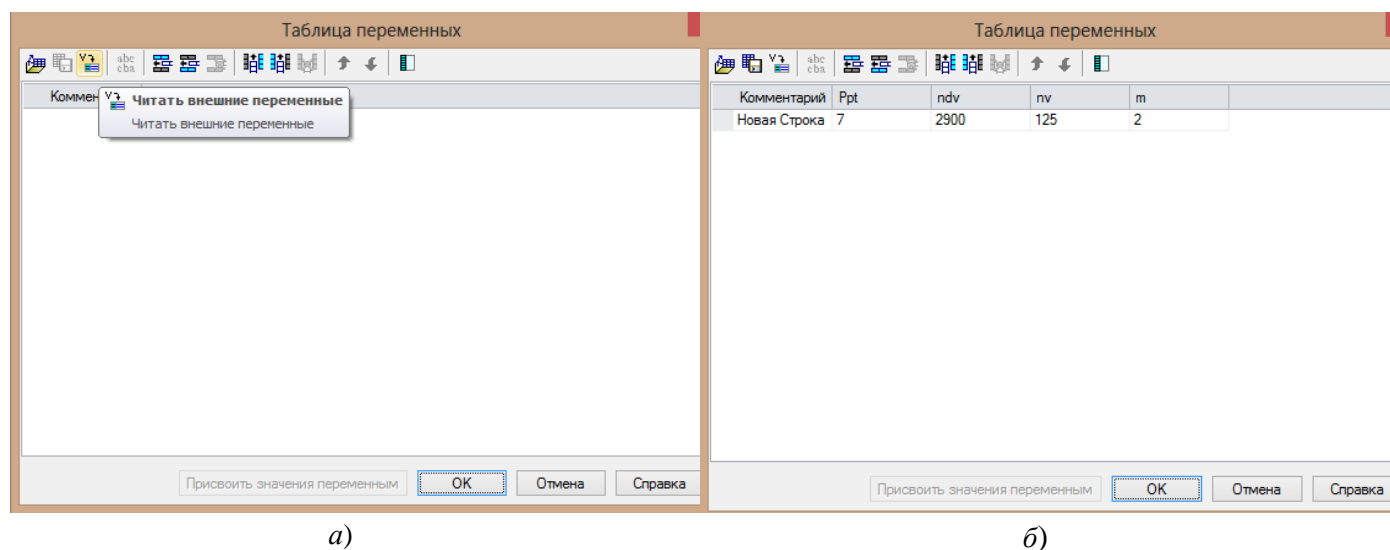 Таблица переменных
Коммен
Читать внешние переменные
Читать внешние переменные
Присвоить значения переменным OK Отмена Справка
а)
Таблица переменных
Комментарий Ppt ndv nv m
Новая Строка 7 2900 125 2
Присвоить значения переменным OK Отмена Справка
б)